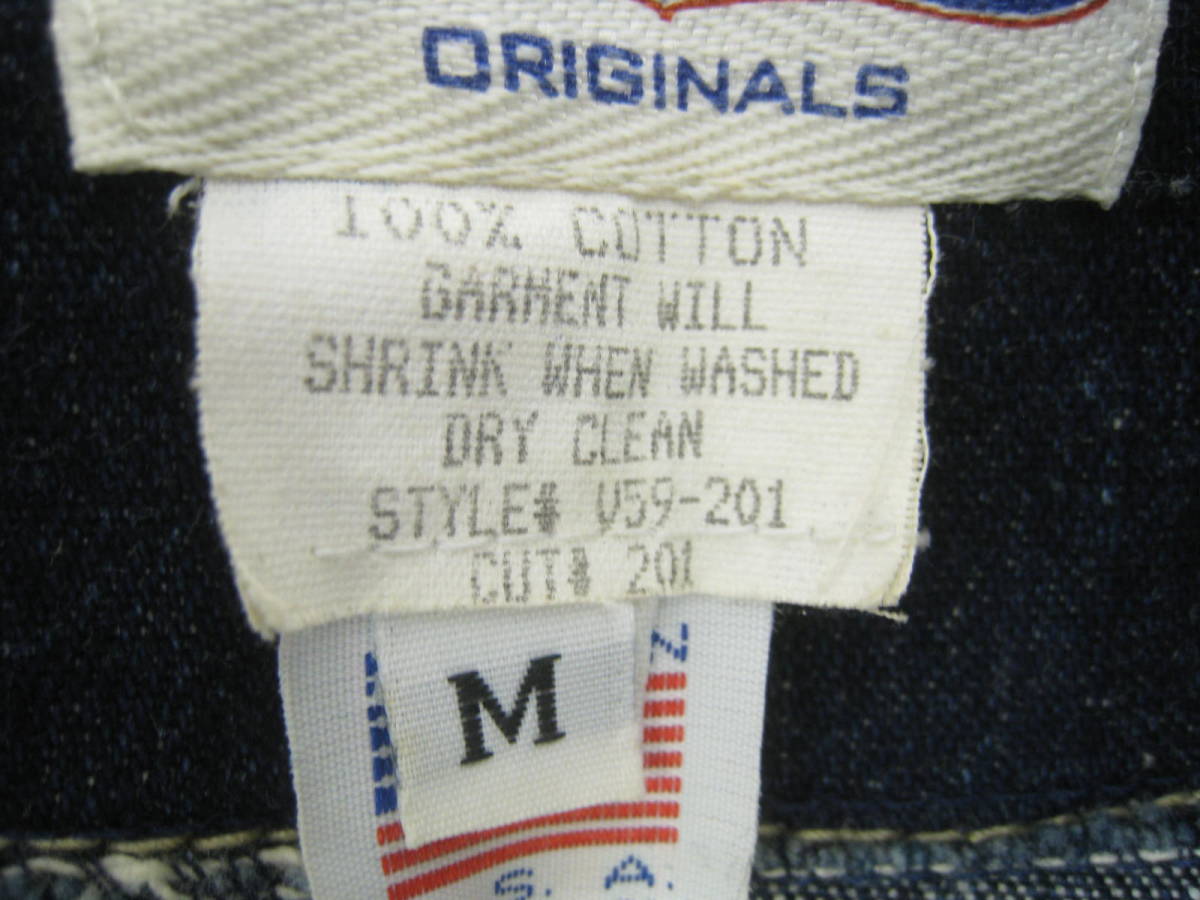 ORIGINALS
100% COTTON
GARMENT WILL
SHRINK WHEN WASHED
DRY CLEAN
STYLE# V59-201
CUT# 201
M
S. A.